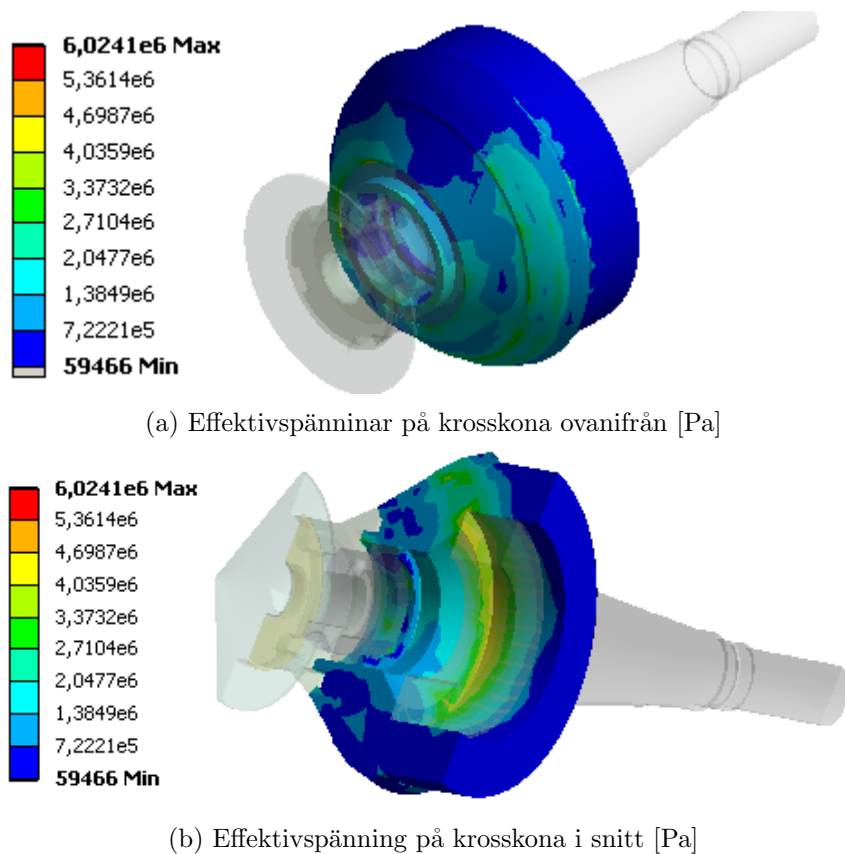 6,0241e6 Max
5,3614e6
4,6987e6
4,0359e6
3,3732e6
2,7104e6
2,0477e6
1,3849e6
7,2221e5
59466 Min
(a) Effektivspänninar på krosskona ovanifrån [Pa]
6,0241e6 Max
5,3614e6
4,6987e6
4,0359e6
3,3732e6
2,7104e6
2,0477e6
1,3849e6
7,2221e5
59466 Min
(b) Effektivspänning på krosskona i snitt [Pa]